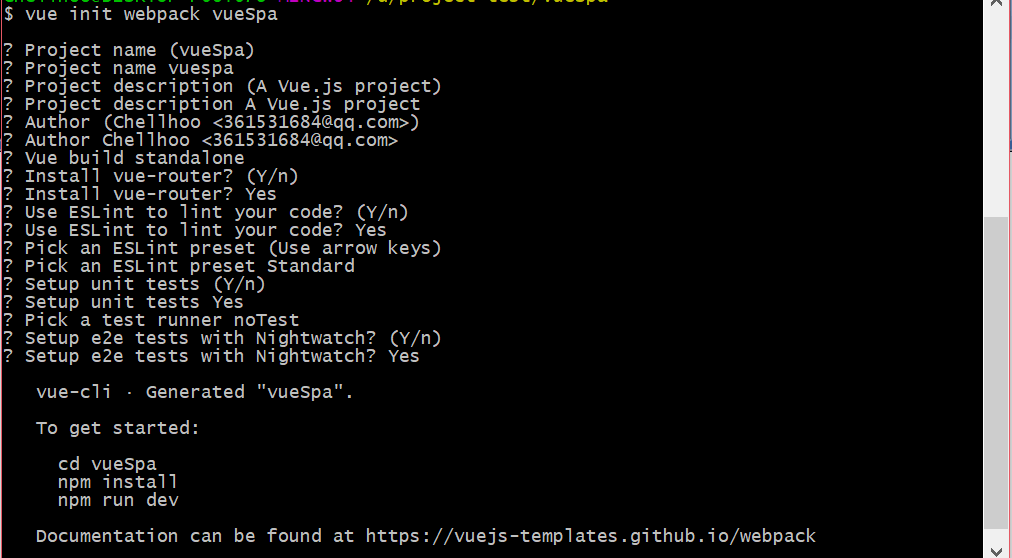 $ vue init webpack vueSpa
? Project name (vueSpa)
? Project name vuespa
? Project description (A Vue.js project)
? Project description A Vue.js project
? Author (Chellhoo <361531684@qq.com>)
? Author Chellhoo <361531684@qq.com>
? Vue build standalone
? Install vue-router? (Y/n)
? Install vue-router? Yes
? Use ESLint to lint your code? (Y/n)
? Use ESLint to lint your code? Yes
? Pick an ESLint preset (Use arrow keys)
? Pick an ESLint preset Standard
? Setup unit tests (Y/n)
? Setup unit tests Yes
? Pick a test runner noTest
? Setup e2e tests with Nightwatch? (Y/n)
? Setup e2e tests with Nightwatch? Yes
vue-cli · Generated "vueSpa".
To get started:
cd vueSpa
npm install
npm run dev
Documentation can be found at https://vuejs-templates.github.io/webpack